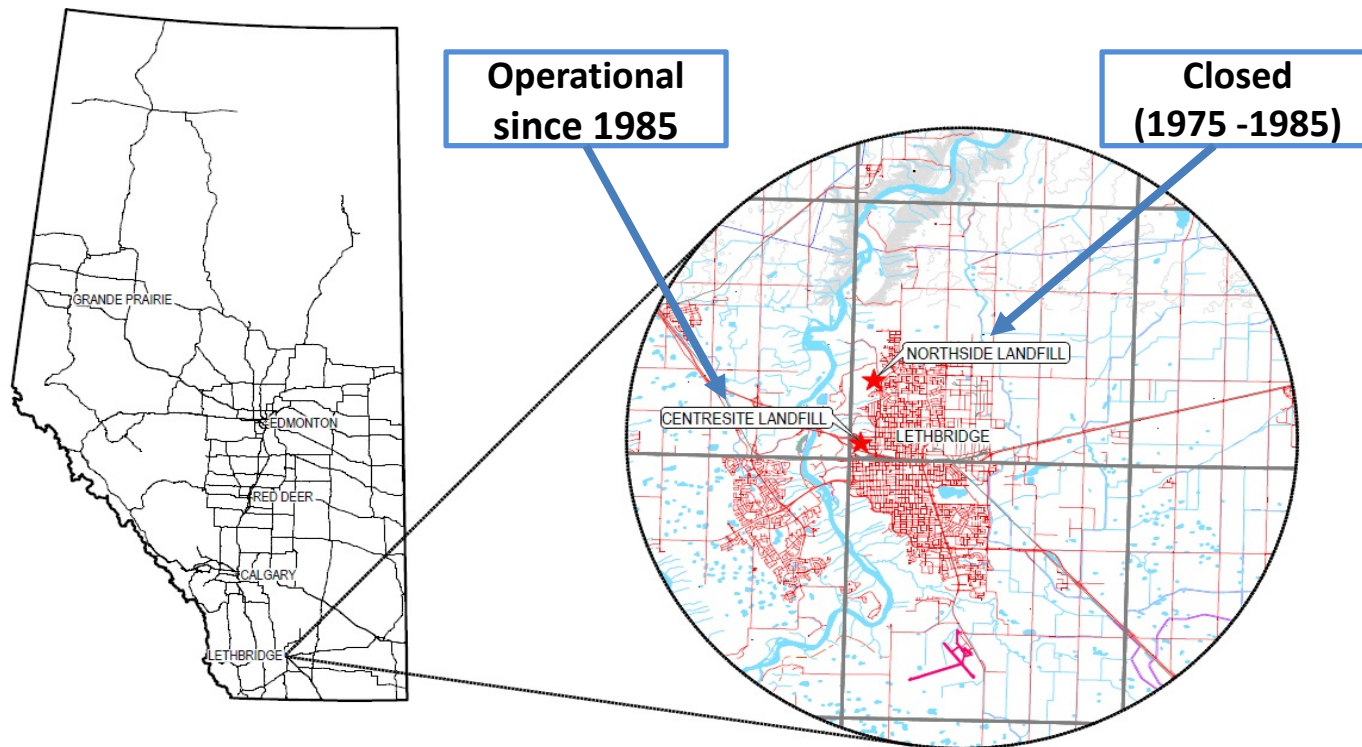 Operational
since 1985
Closed
(1975 -1985)
GRANDE PRAIRIE
EDMONTON
RED DEER
CALGARY
LETHBRIDGE
NORTHSIDE LANDFILL
CENTRESITE LANDFILL
LETHBRIDGE